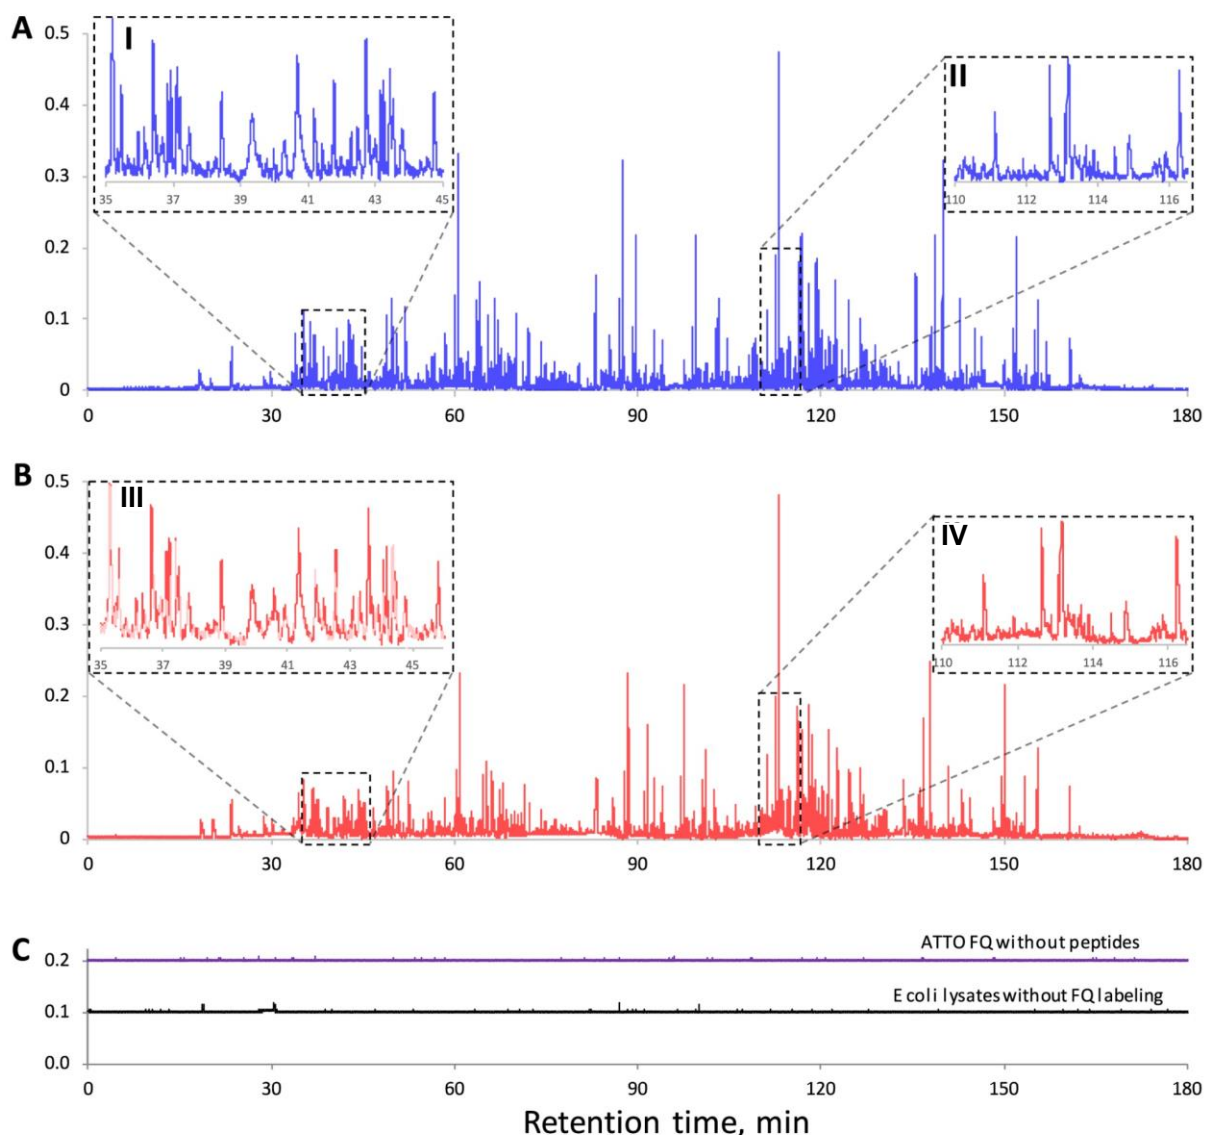 A
0.5
0.4
0.3
0.2
0.1
0
I
35 37 39 41 43 45
II
110 112 114 116
0 30 60 90 120 150 180
B
0.5
0.4
0.3
0.2
0.1
0
III
35 37 39 41 43 45
IV
110 112 114 116
0 30 60 90 120 150 180
C
0.2
0.1
0.0
ATTO FQ without peptides
E coli lysates without FQ labeling
0 30 60 90 120 150 180
Retention time, min